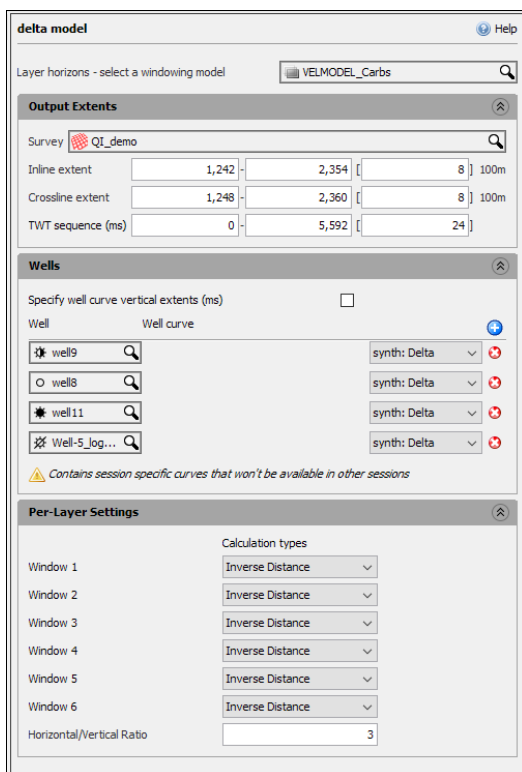 delta model Help
Layer horizons - select a windowing model VELMODEL_Carbs
Output Extents
Survey QI_demo
Inline extent 1,242 - 2,354 [ 8 ] 100m
Crossline extent 1,248 - 2,360 [ 8 ] 100m
TWT sequence (ms) 0 - 5,592 [ 24 ]
Wells
Specify well curve vertical extents (ms)
Well Well curve
well9 synth: Delta
well8 synth: Delta
well11 synth: Delta
Well-5_log... synth: Delta
Contains session specific curves that won't be available in other sessions
Per-Layer Settings
Calculation types
Window 1 Inverse Distance
Window 2 Inverse Distance
Window 3 Inverse Distance
Window 4 Inverse Distance
Window 5 Inverse Distance
Window 6 Inverse Distance
Horizontal/Vertical Ratio 3